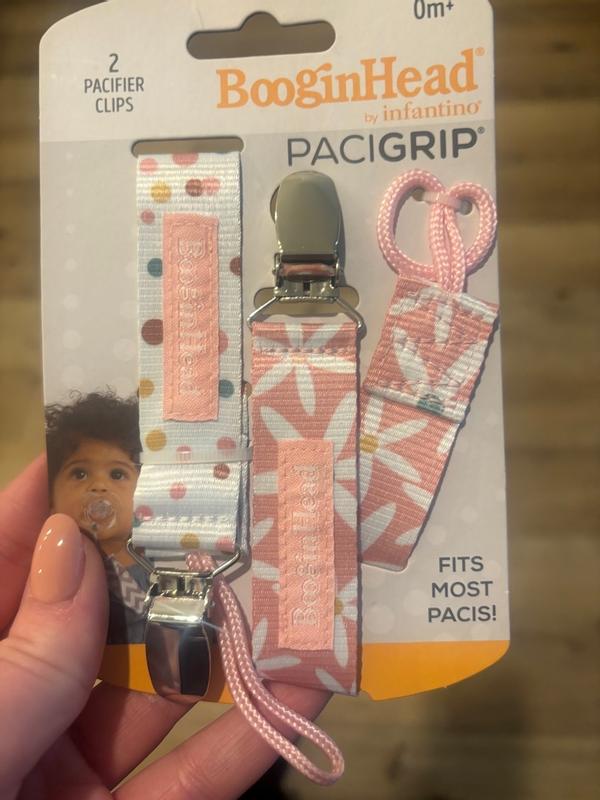 0m+
2
PACIFIER
CLIPS
BooginHead®
by infantino®
PACIGRIP®
BooginHead
BooginHead
FITS
MOST
PACIS!